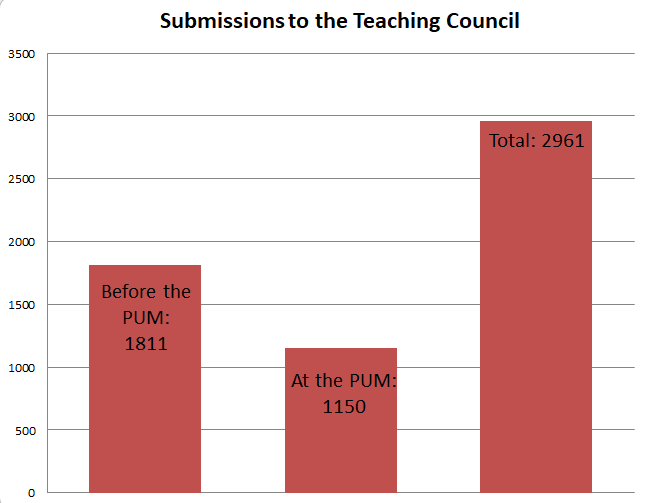 Submissions to the Teaching Council
3500
3000
2500
2000
1500
1000
500
0
Before the
PUM:
1811
At the PUM:
1150
Total: 2961